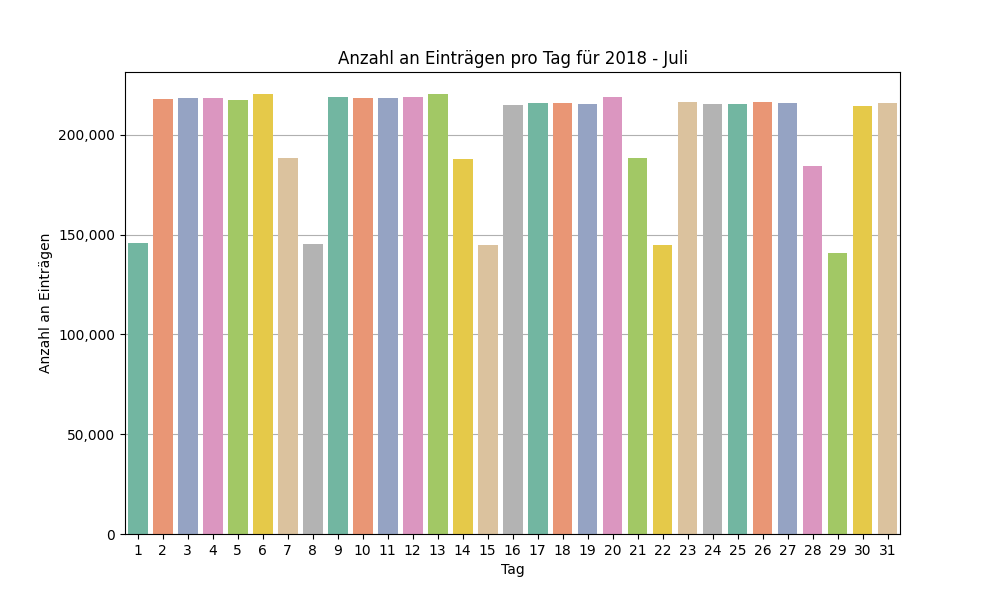 Anzahl an Einträgen pro Tag für 2018 - Juli
Anzahl an Einträgen
200,000
150,000
100,000
50,000
0
1 2 3 4 5 6 7 8 9 10 11 12 13 14 15 16 17 18 19 20 21 22 23 24 25 26 27 28 29 30 31
Tag